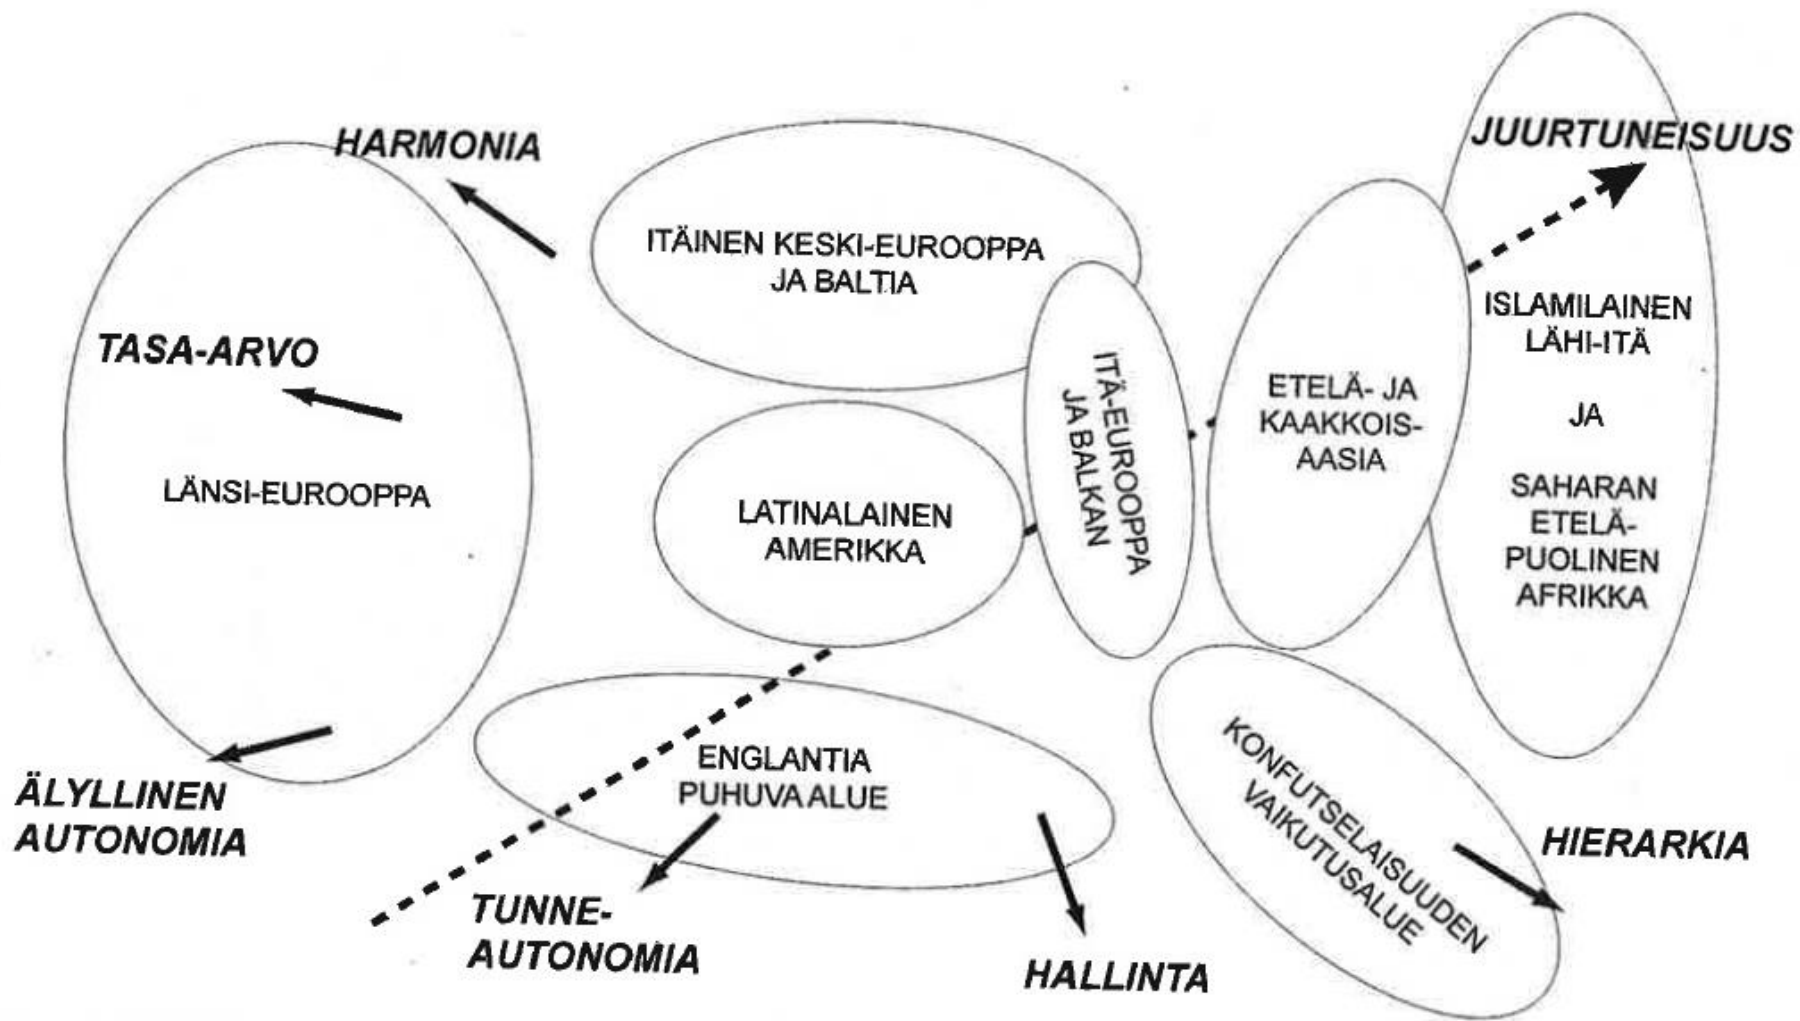 HARMONIA
JUURTUNEISUUS
ITÄINEN KESKI-EUROOPPA
JA BALTIA
TASA-ARVO
LÄNSI-EUROOPPA
LATINALAINEN
AMERIKKA
ITÄ-EUROOPPA
JA BALKAN
ETELÄ- JA
KAAKKOIS-
AASIA
ISLAMILAINEN
LÄHI-ITÄ
JA
SAHARAN
ETELÄ-
PUOLINEN
AFRIKKA
ÄLYLLINEN
AUTONOMIA
ENGLANTIA
PUHUVA ALUE
TUNNE-
AUTONOMIA
HALLINTA
KONFUTSELAISUUDEN
VAIKUTUSALUE
HIERARKIA